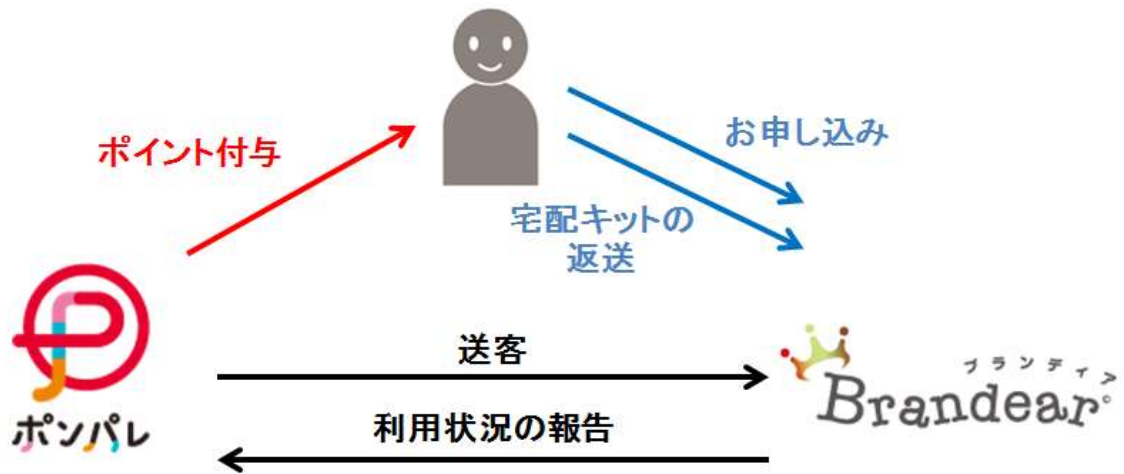 ポイント付与
お申し込み
宅配キットの
返送
送客
ブランディア
Brandear©
ポンパレ
利用状況の報告